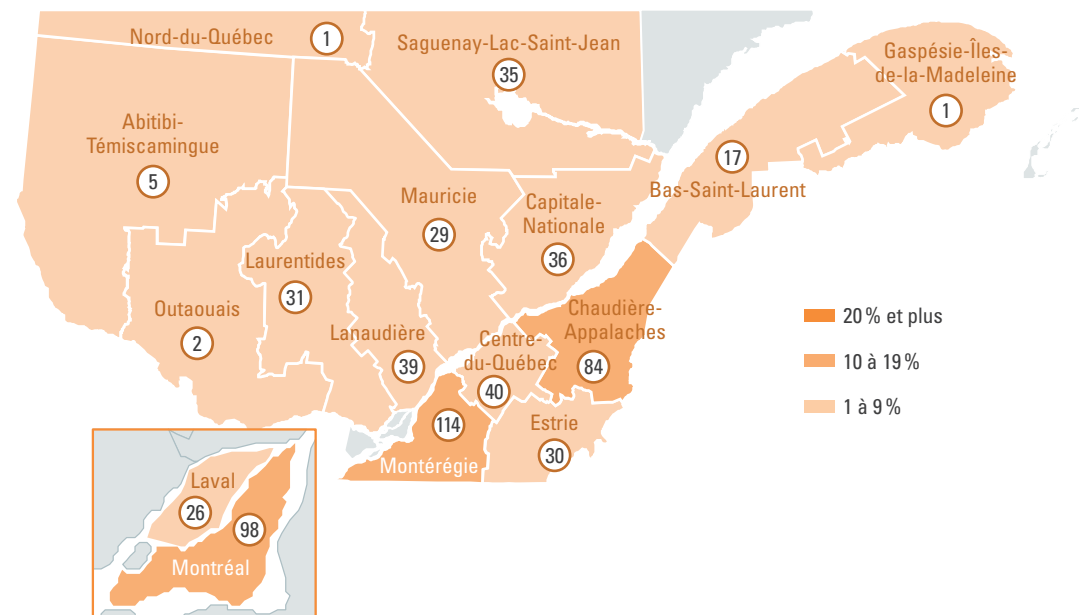 Nord-du-Québec
1
Saguenay-Lac-Saint-Jean
35
Gaspésie-Îles-
de-la-Madeleine
1
Abitibi-
Témiscamingue
5
17
Bas-Saint-Laurent
Mauricie
29
Capitale-
Nationale
36
Laurentides
31
Outaouais
2
Lanaudière
39
Chaudière-
Appalaches
84
Centre-
du-Québec
40
20 % et plus
10 à 19 %
1 à 9 %
114
Montérégie
Estrie
30
Laval
26
98
Montréal